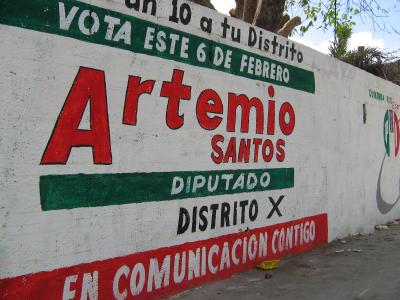 un 10 a tu Distrito
VOTA ESTE 6 DE FEBRERO
Artemio
SANTOS
DIPUTADO
DISTRITO X
EN COMUNICACIÓN CONTIGO